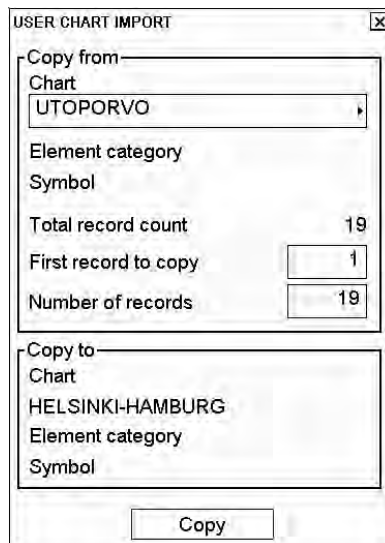 USER CHART IMPORT
Copy from
Chart
UTOPORVO
Element category
Symbol
Total record count 19
First record to copy 1
Number of records 19
Copy to
Chart
HELSINKI-HAMBURG
Element category
Symbol
Copy